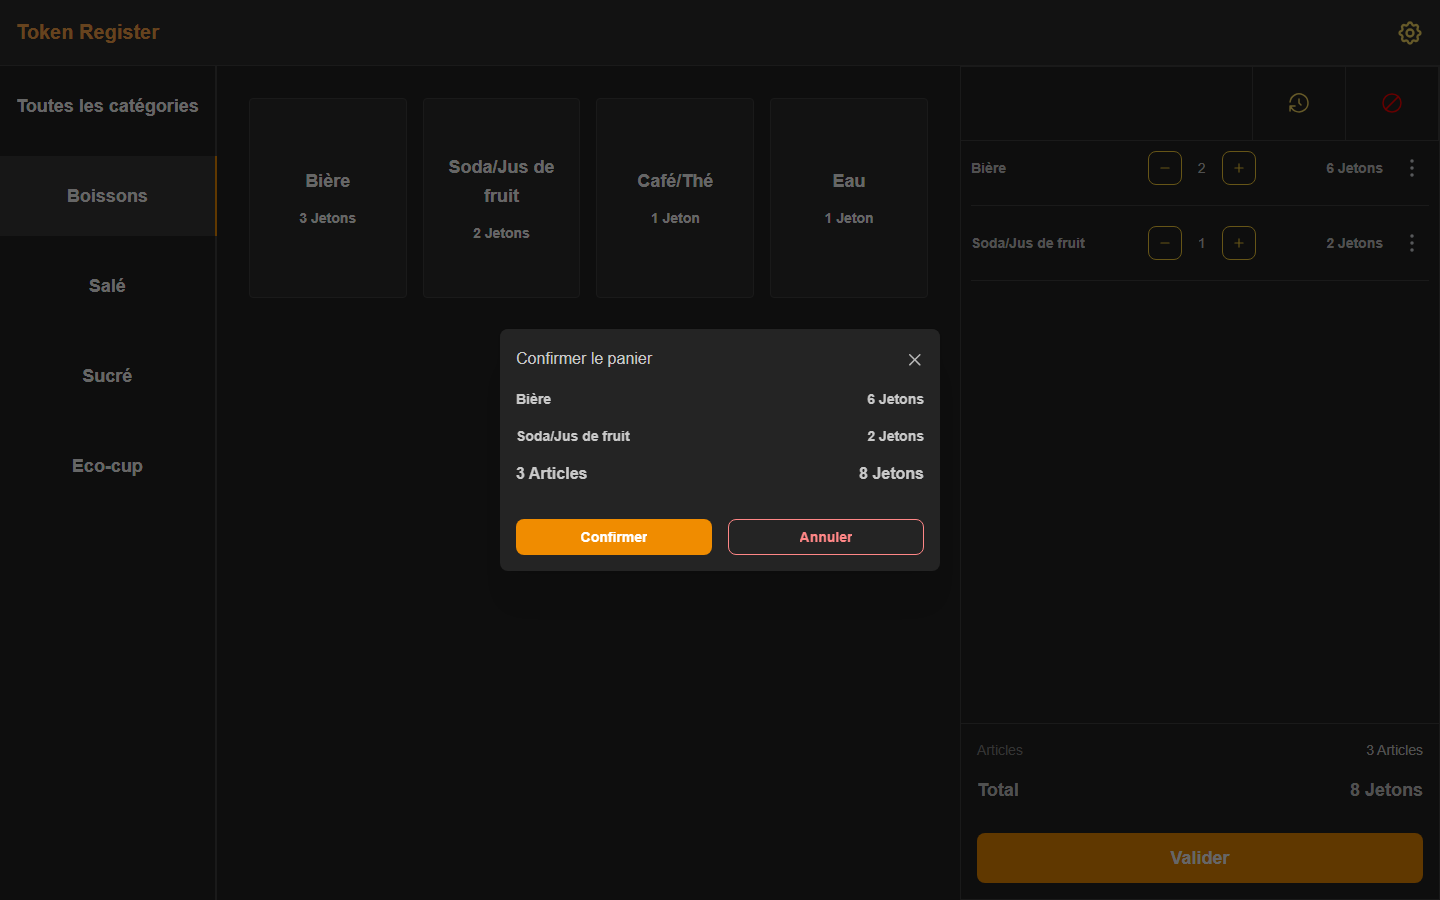 Token Register
Toutes les catégories
Boissons
Salé
Sucré
Eco-cup
Bière
3 Jetons
Soda/Jus de
fruit
2 Jetons
Café/Thé
1 Jeton
Eau
1 Jeton
Bière
2
6 Jetons
Soda/Jus de fruit
1
2 Jetons
Confirmer le panier
Bière 6 Jetons
Soda/Jus de fruit 2 Jetons
3 Articles 8 Jetons
Confirmer Annuler
Articles 3 Articles
Total 8 Jetons
Valider